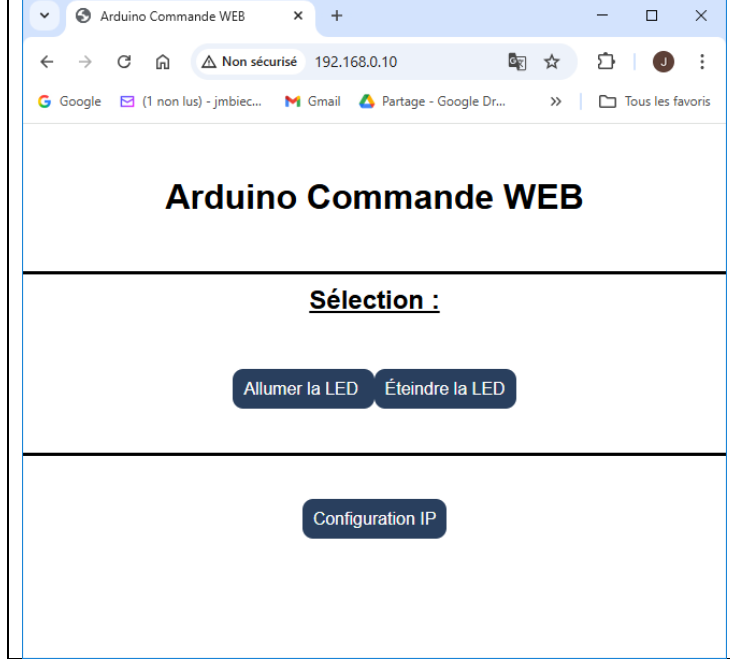 Arduino Commande WEB
Non sécurisé 192.168.0.10 J
Google (1 non lus) - jmbiec... Gmail Partage - Google Dr... » Tous les favoris
Arduino Commande WEB
Sélection :
Allumer la LED Éteindre la LED
Configuration IP